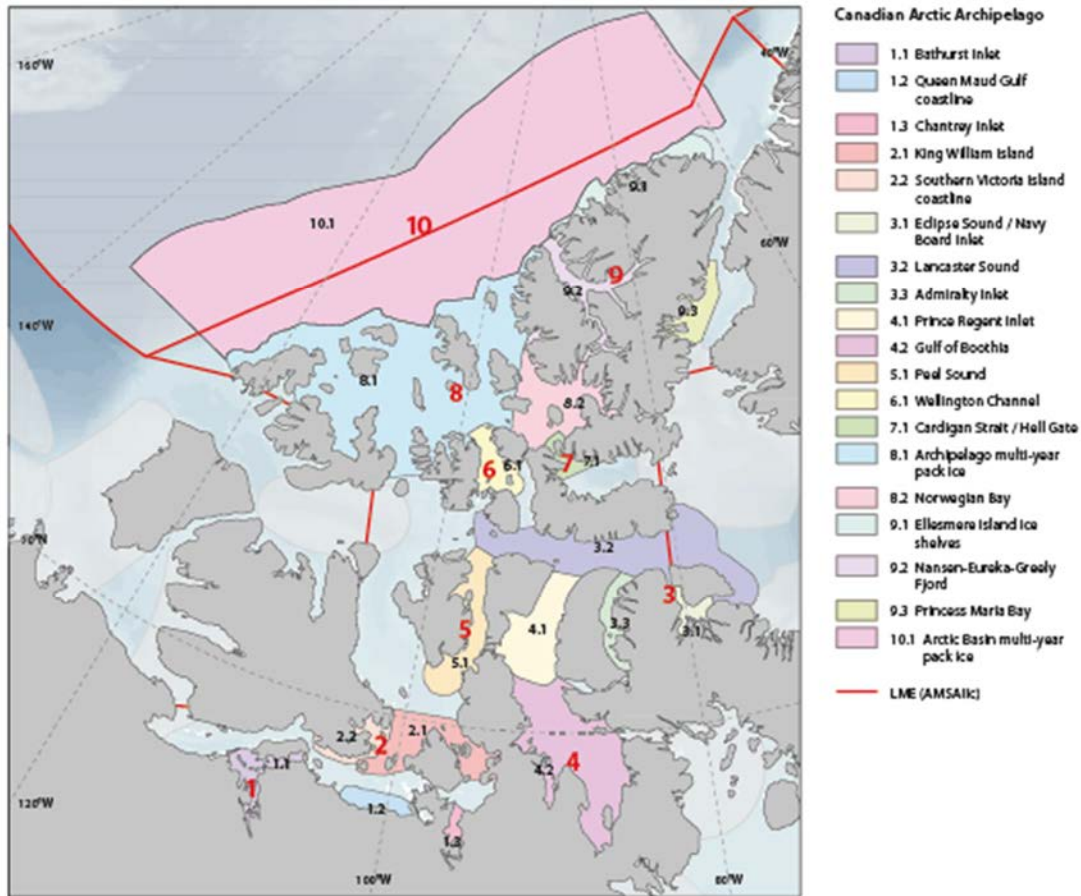 Canadian Arctic Archipelago
1.1 Bathurst Inlet
1.2 Queen Maud Gulf
coastline
1.3 Chantrey Inlet
2.1 King William Island
2.2 Southern Victoria Island
coastline
3.1 Eclipse Sound / Navy
Board Inlet
3.2 Lancaster Sound
3.3 Admiralty Inlet
4.1 Prince Regent Inlet
4.2 Gulf of Boothia
5.1 Peel Sound
6.1 Wellington Channel
7.1 Cardigan Strait / Hell Gate
8.1 Archipelago multi-year
pack ice
8.2 Norwegian Bay
9.1 Ellesmere Island ice
shelves
9.2 Nansen-Eureka-Greely
Fjord
9.3 Princess Maria Bay
10.1 Arctic Basin multi-year
pack ice
LME (AMSAIIc)
160°W
40°W
9.1
10.1
10
60°W
9
9.2
9.3
140°W
8.1
8
8.2
6
6.1
7
7.1
3.2
3
5
4.1
3.3
3.1
5.1
2.2
2
2.1
1.1
1
4.2
4
1.2
1.3
120°W
100°W
80°W